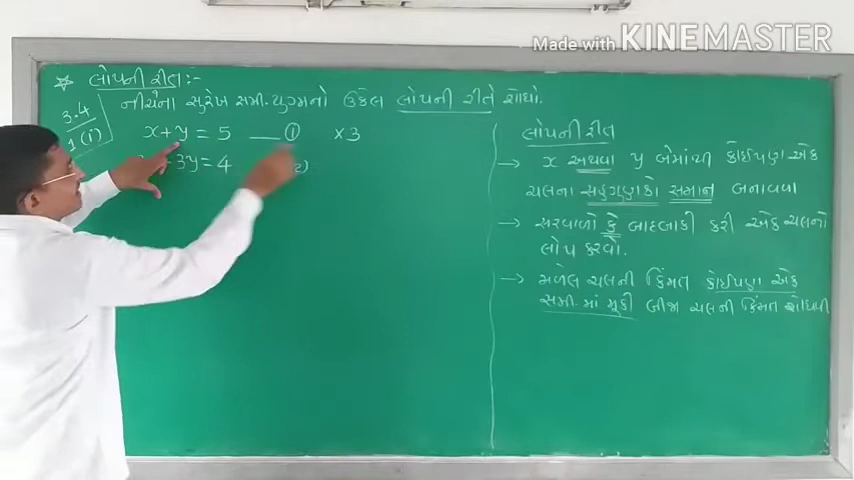 Made with KINEMASTER
લોપની રીત :-
3.4
1 (i)
નીચેના સુરેખ સમી. યુગ્મનો ઉકેલ લોપની રીતે શોધો.
x + y = 5 — ① ×3
- 3y = 4
લોપની રીત
→ x અથવા y બેમાંથી કોઈપણ એક
ચલના સહગુણકો સમાન બનાવવા
→ સરવાળો કે બાદબાકી કરી એક ચલનો
લોપ કરવો.
→ મળેલ ચલની કિંમત કોઈપણ એક
સમી. માં મૂકી બીજા ચલની કિંમત શોધવી